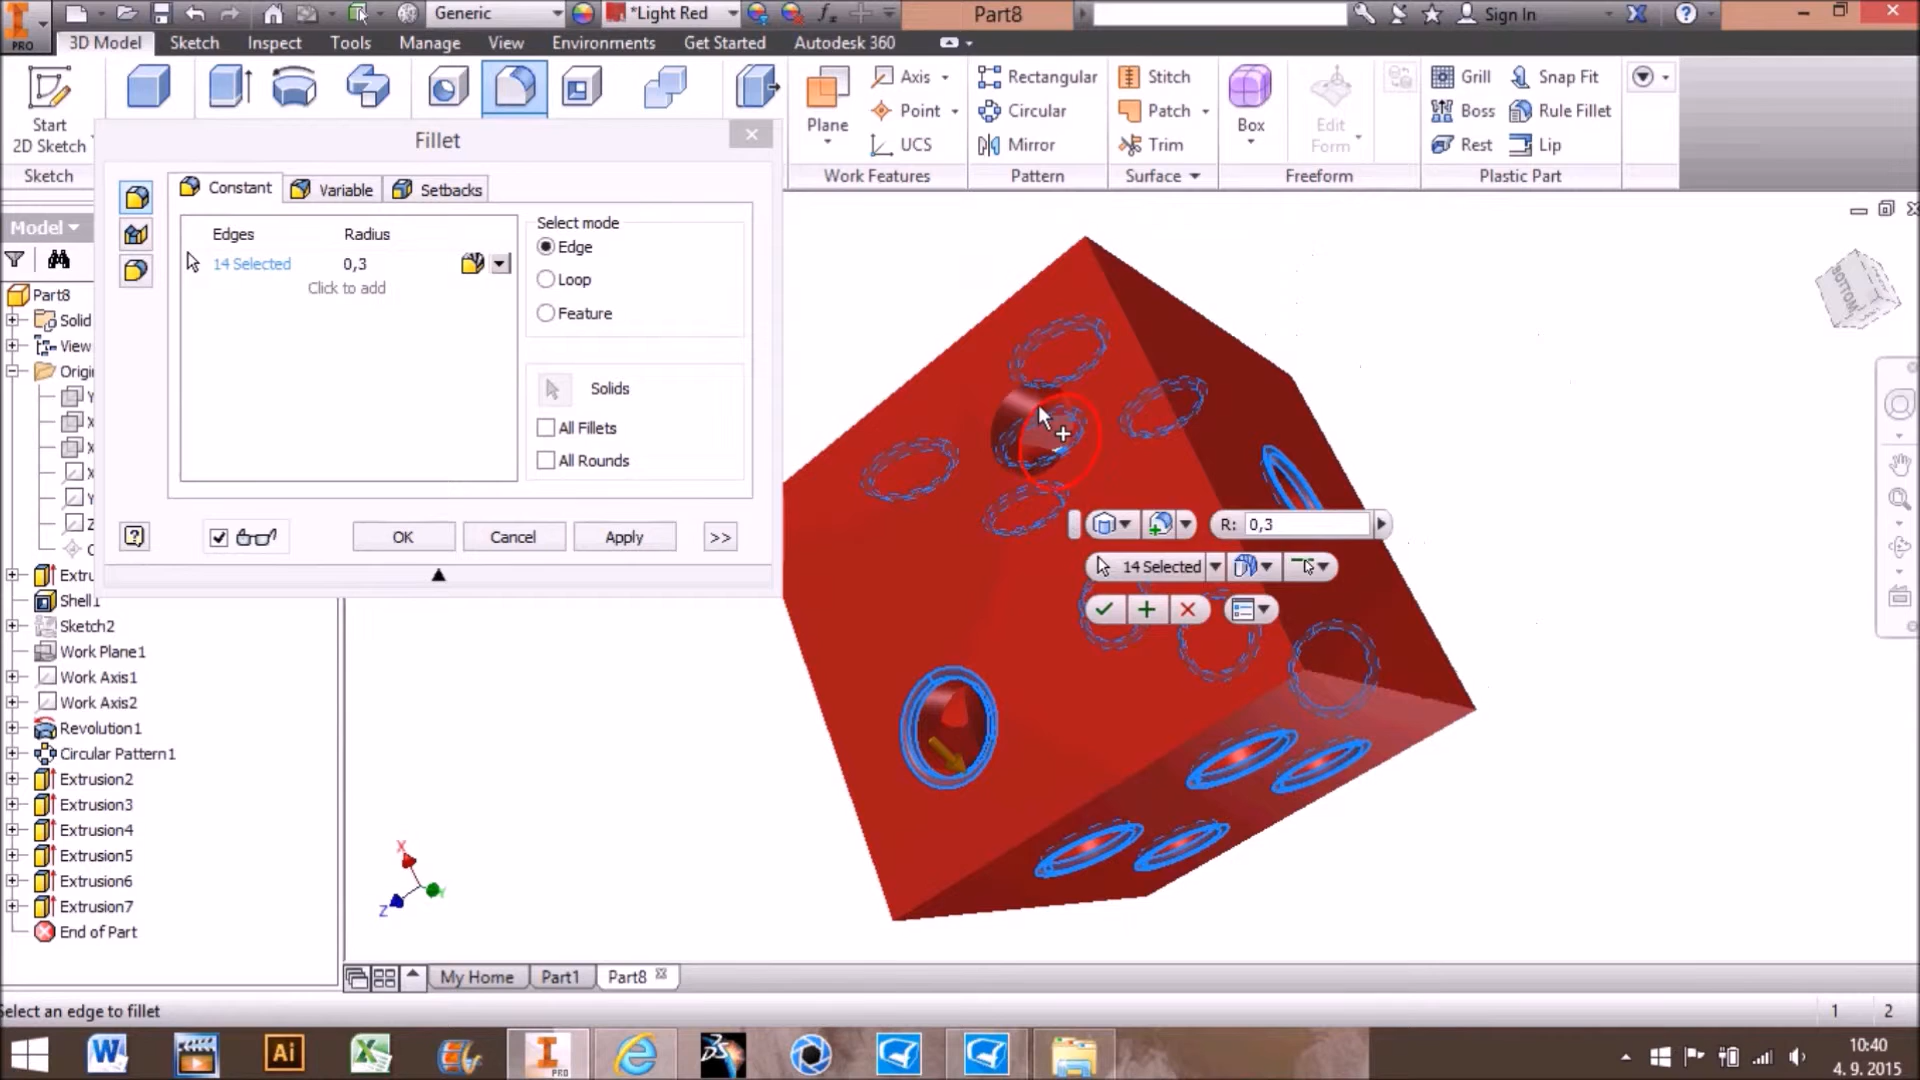 Generic
*Light Red
Part8
Sign In
PRO
3D Model
Sketch
Inspect
Tools
Manage
View
Environments
Get Started
Autodesk 360
Start
2D Sketch
Plane
Axis
Point
UCS
Rectangular
Circular
Mirror
Stitch
Patch
Trim
Box
Edit
Form
Grill
Snap Fit
Boss
Rule Fillet
Rest
Lip
Sketch
Work Features
Pattern
Surface
Freeform
Plastic Part
Fillet
Constant
Variable
Setbacks
Edges
Radius
14 Selected
0,3
Click to add
Select mode
Edge
Loop
Feature
Solids
All Fillets
All Rounds
OK
Cancel
Apply
>>
Model
Part8
Solid
View
Origi
Y
X
X
X
Y
Z
C
Extru
Shell1
Sketch2
Work Plane1
Work Axis1
Work Axis2
Revolution1
Circular Pattern1
Extrusion2
Extrusion3
Extrusion4
Extrusion5
Extrusion6
Extrusion7
End of Part
BOTTOM
R: 0,3
14 Selected
X
Y
Z
My Home
Part1
Part8
Select an edge to fillet
1
2
Ai
PRO
10:40
4. 9. 2015